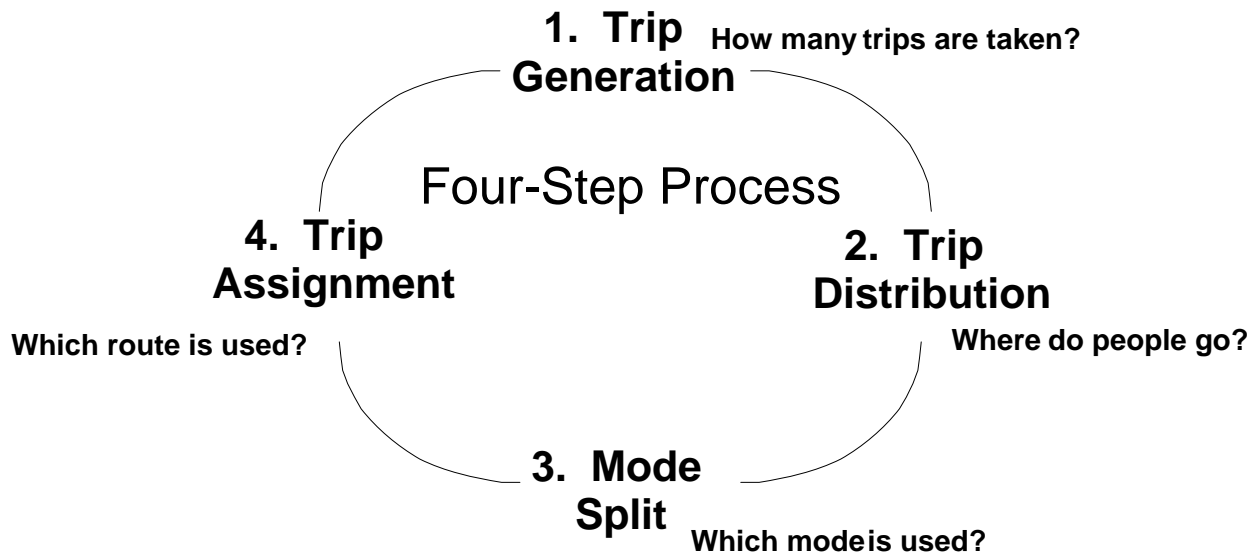 1. Trip
How many trips are taken?
Generation
Four-Step Process
4. Trip
Assignment
2. Trip
Distribution
Which route is used?
Where do people go?
3. Mode
Split
Which mode is used?